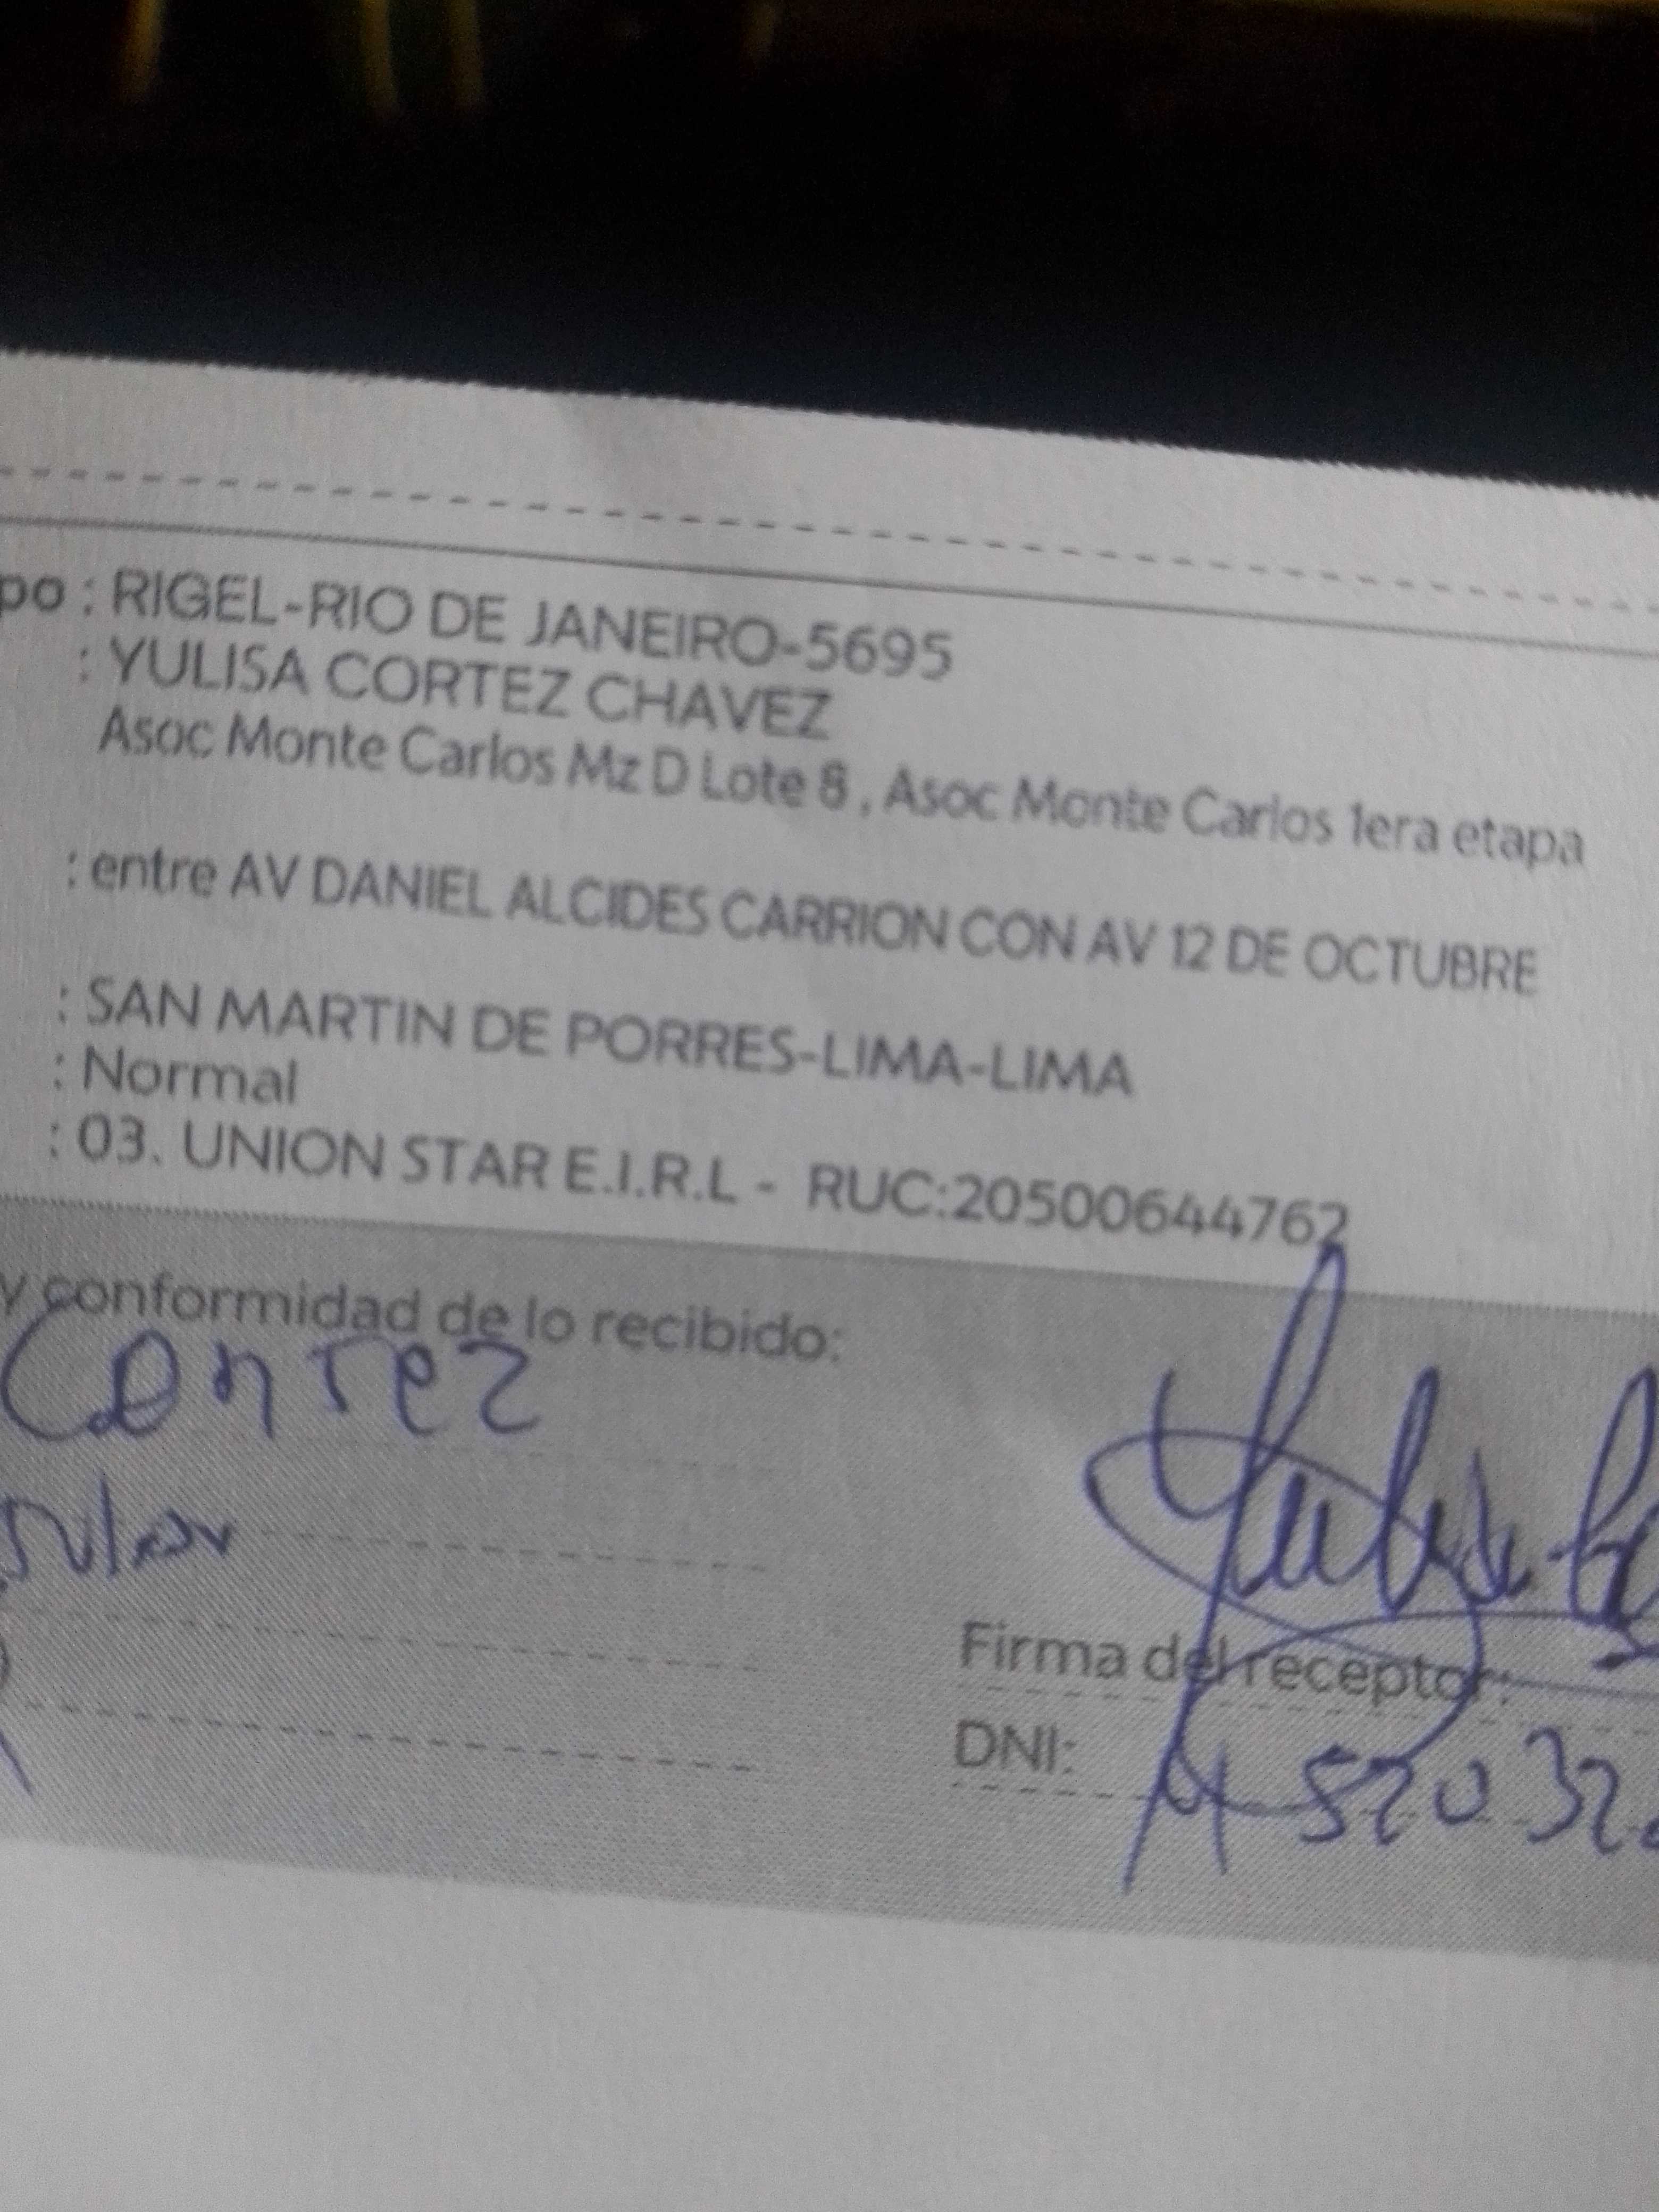 po : RIGEL-RIO DE JANEIRO-5695
: YULISA CORTEZ CHAVEZ
Asoc Monte Carlos Mz D Lote 8 , Asoc Monte Carlos 1era etapa
: entre AV DANIEL ALCIDES CARRION CON AV 12 DE OCTUBRE
: SAN MARTIN DE PORRES-LIMA-LIMA
: Normal
: 03. UNION STAR E.I.R.L - RUC:20500644762
y conformidad de lo recibido:
Cortez
Firma del receptor:
DNI: